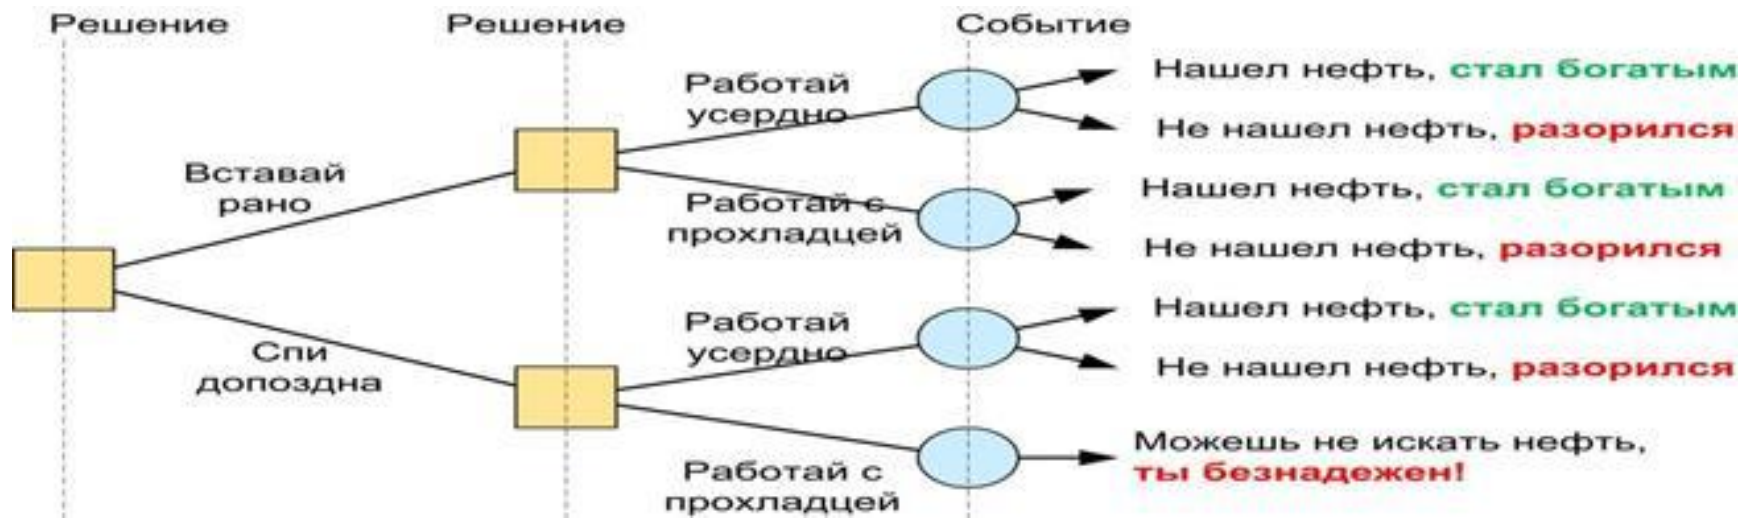 Решение
Решение
Событие
Вставай
рано
Спи
допоздна
Работай
усердно
Работай с
прохладцей
Работай
усердно
Работай с
прохладцей
Нашел нефть, стал богатым
Не нашел нефть, разорился
Нашел нефть, стал богатым
Не нашел нефть, разорился
Нашел нефть, стал богатым
Не нашел нефть, разорился
Можешь не искать нефть,
ты безнадежен!